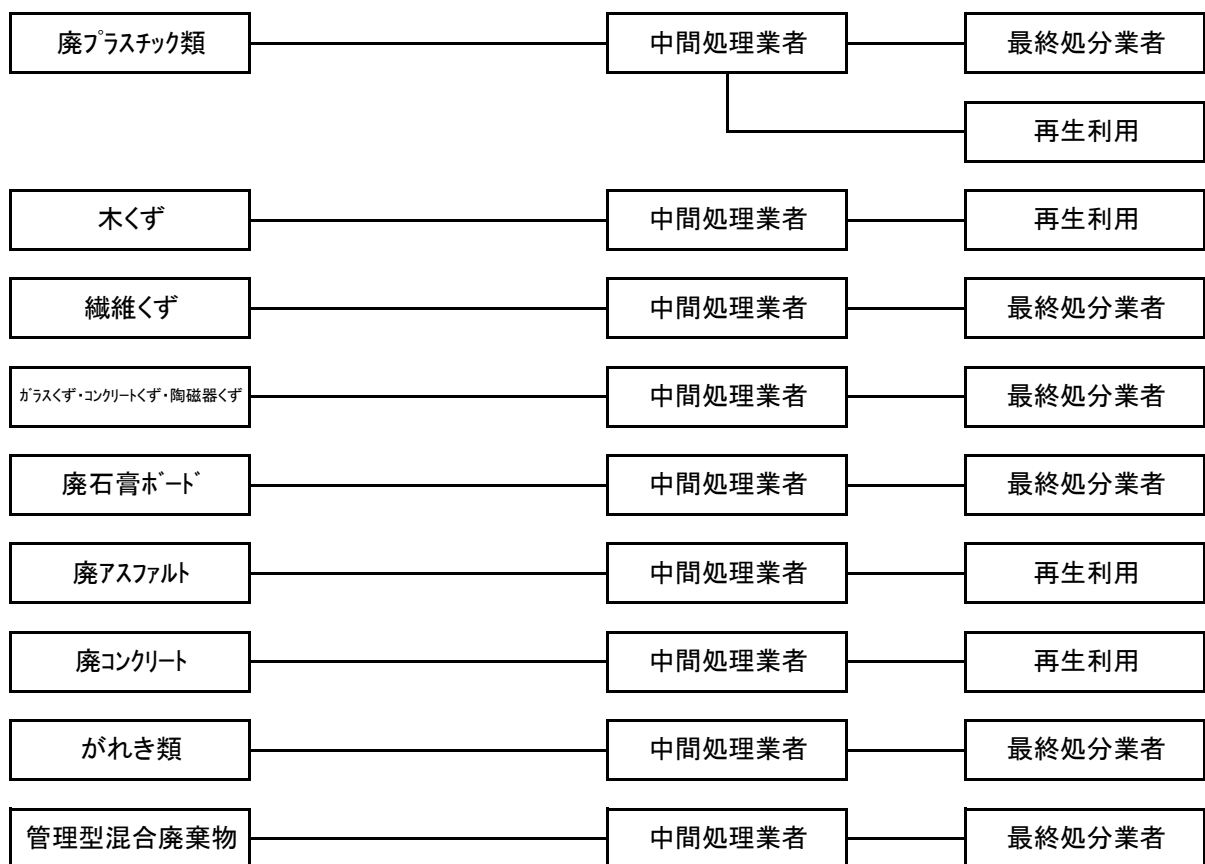 廃ﾌﾟﾗｽﾁｯｸ類 中間処理業者 最終処分業者
再生利用
木くず 中間処理業者 再生利用
繊維くず 中間処理業者 最終処分業者
ｶﾞﾗｽくず・ｺﾝｸﾘｰﾄくず・陶磁器くず 中間処理業者 最終処分業者
廃石膏ﾎﾞｰﾄﾞ 中間処理業者 最終処分業者
廃ｱｽﾌｧﾙﾄ 中間処理業者 再生利用
廃ｺﾝｸﾘｰﾄ 中間処理業者 再生利用
がれき類 中間処理業者 最終処分業者
管理型混合廃棄物 中間処理業者 最終処分業者